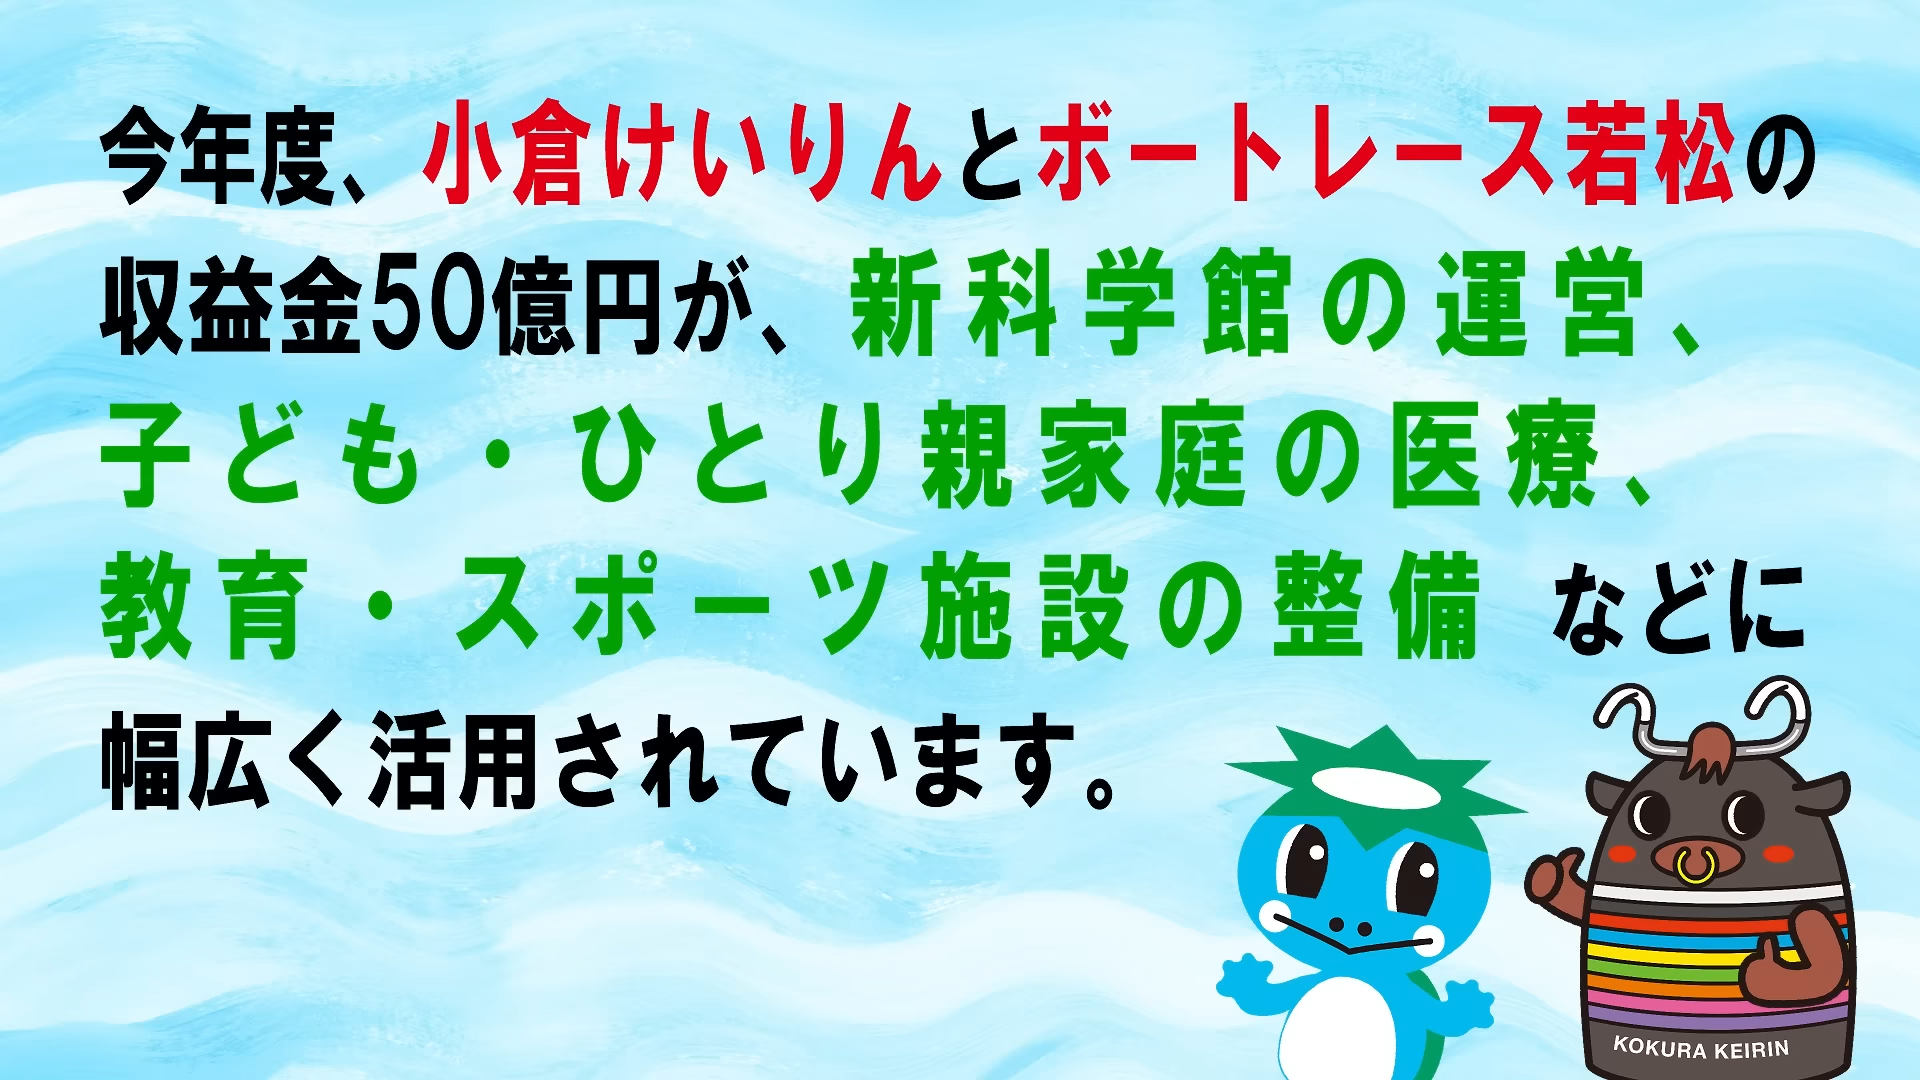 今年度、小倉けいりんとボートレース若松の
収益金50億円が、新科学館の運営、
子ども・ひとり親家庭の医療、
教育・スポーツ施設の整備 などに
幅広く活用されています。
KOKURA KEIRIN